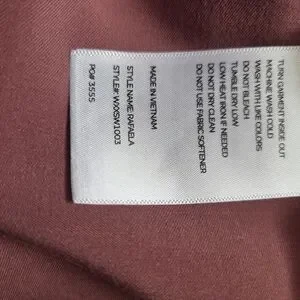 TURN GARMENT INSIDE OUT
MACHINE WASH COLD
WASH WITH LIKE COLORS
DO NOT BLEACH
TUMBLE DRY LOW
LOW HEAT IRON IF NEEDED
DO NOT DRY CLEAN
DO NOT USE FABRIC SOFTENER
MADE IN VIETNAM
STYLE NAME: RAFAELA
STYLE#: WXXSW1003
PO# 3555